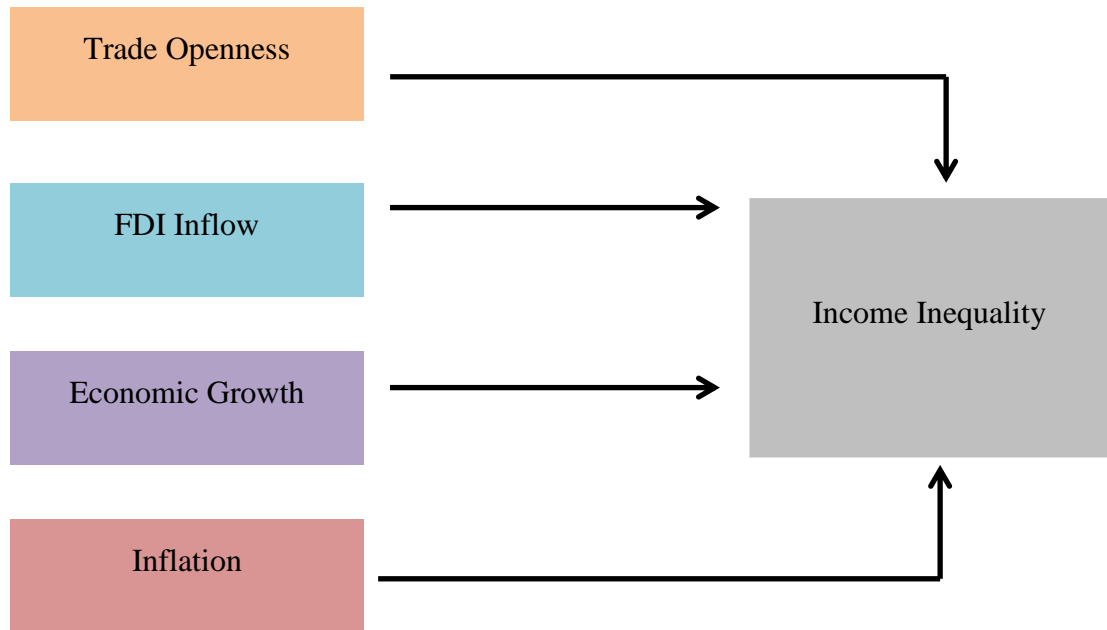 Trade Openness
FDI Inflow
Economic Growth
Inflation
Income Inequality